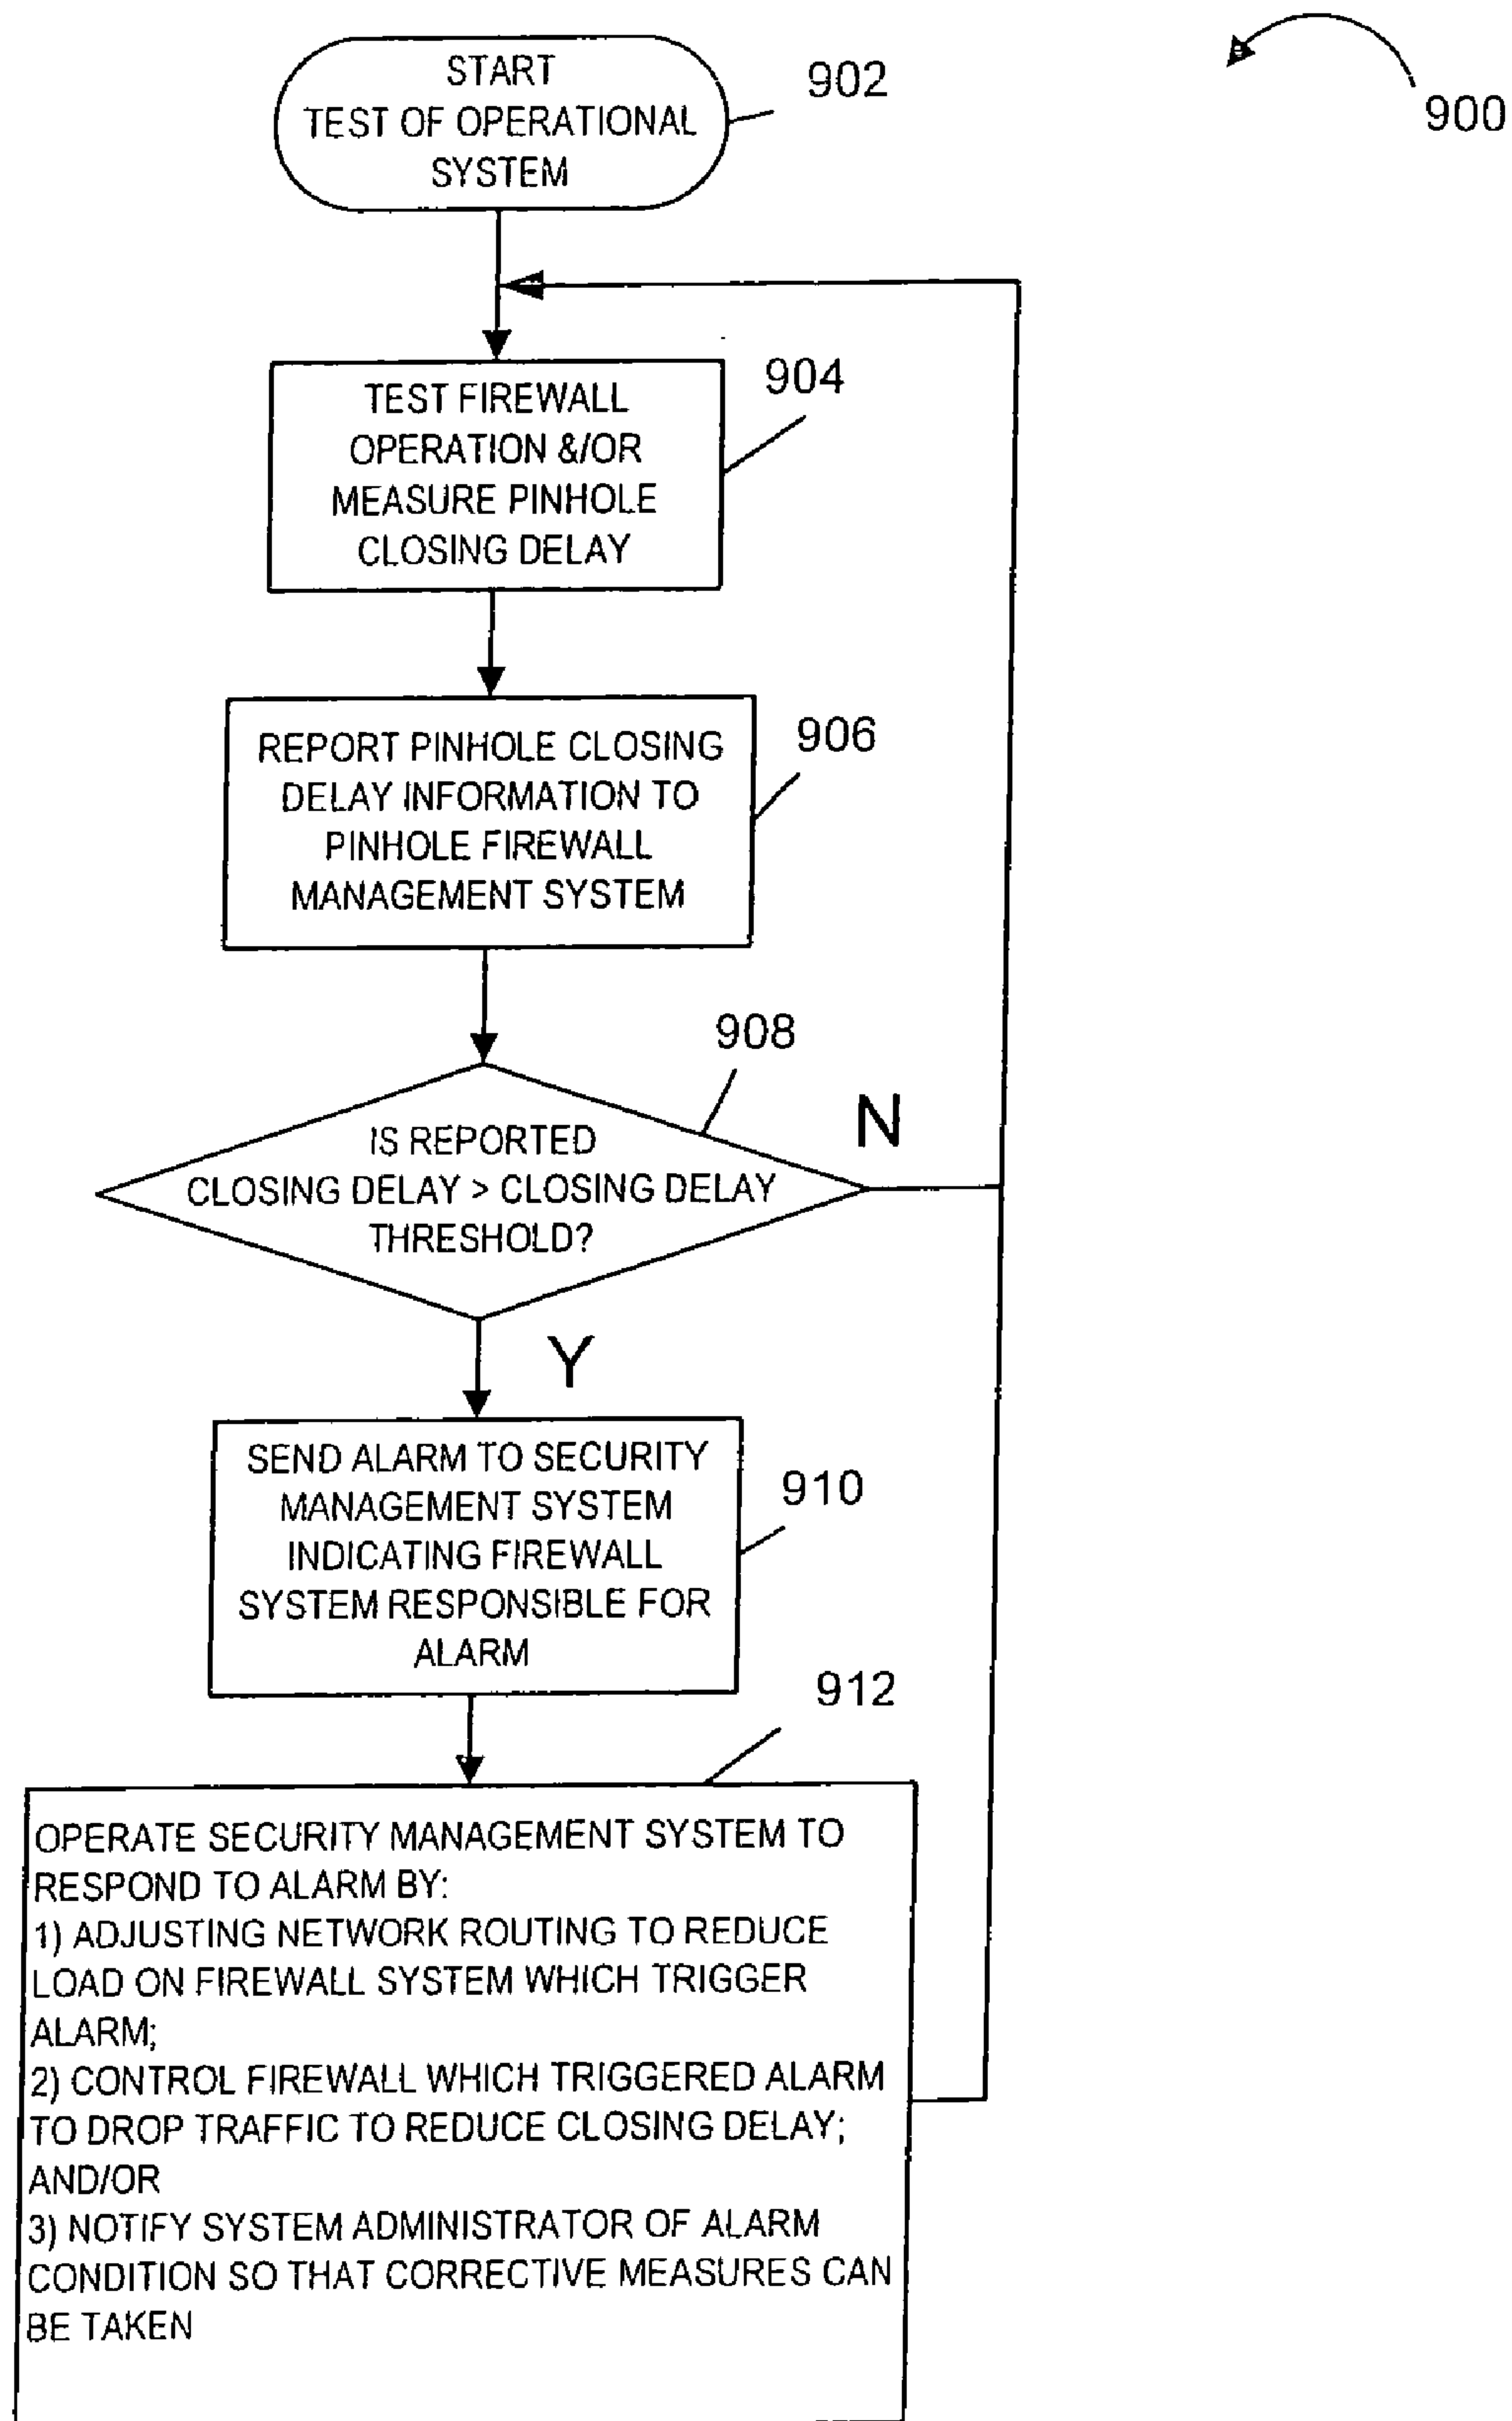 START
TEST OF OPERATIONAL
SYSTEM
902
900
TEST FIREWALL
OPERATION &/OR
MEASURE PINHOLE
CLOSING DELAY
904
REPORT PINHOLE CLOSING
DELAY INFORMATION TO
PINHOLE FIREWALL
MANAGEMENT SYSTEM
906
908
IS REPORTED
CLOSING DELAY > CLOSING DELAY
THRESHOLD?
N
Y
SEND ALARM TO SECURITY
MANAGEMENT SYSTEM
INDICATING FIREWALL
SYSTEM RESPONSIBLE FOR
ALARM
910
912
OPERATE SECURITY MANAGEMENT SYSTEM TO
RESPOND TO ALARM BY:
1) ADJUSTING NETWORK ROUTING TO REDUCE
LOAD ON FIREWALL SYSTEM WHICH TRIGGER
ALARM;
2) CONTROL FIREWALL WHICH TRIGGERED ALARM
TO DROP TRAFFIC TO REDUCE CLOSING DELAY;
AND/OR
3) NOTIFY SYSTEM ADMINISTRATOR OF ALARM
CONDITION SO THAT CORRECTIVE MEASURES CAN
BE TAKEN